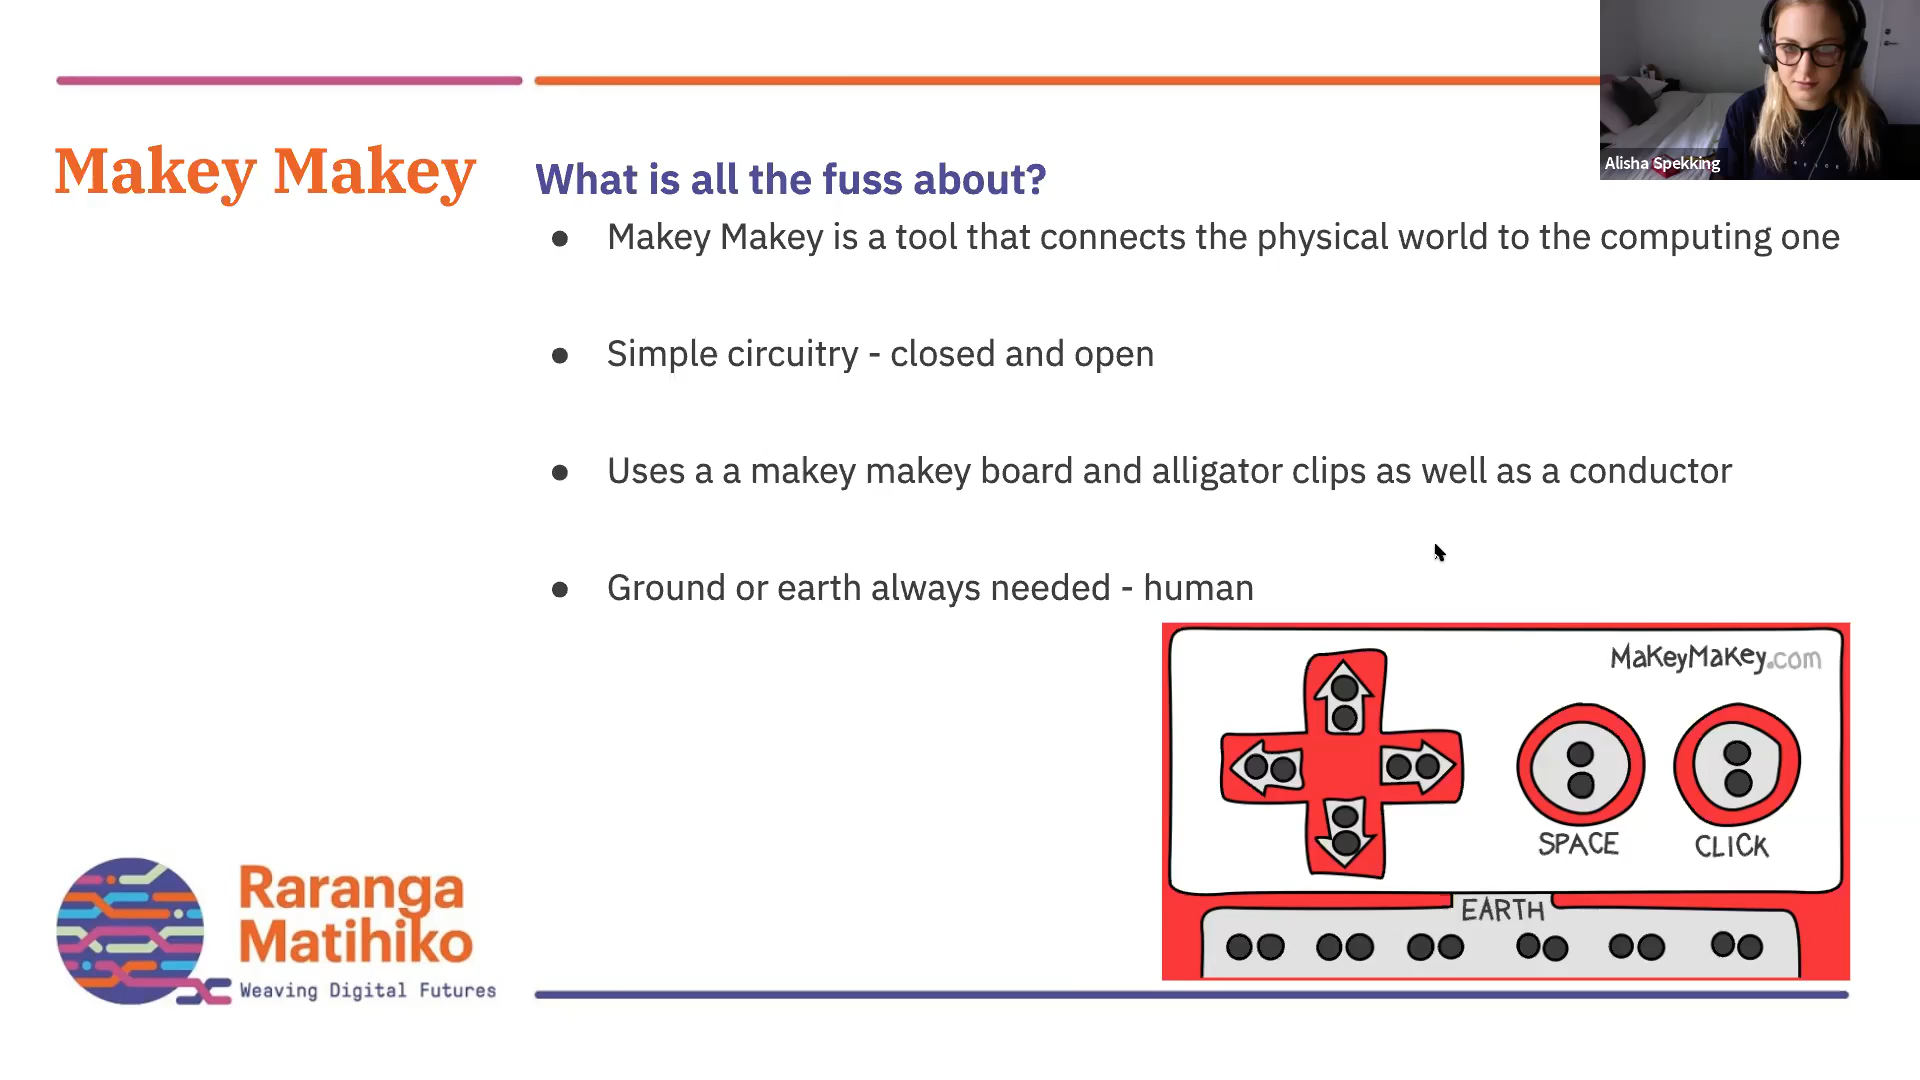 Alisha Spekking
Makey Makey
What is all the fuss about?
● Makey Makey is a tool that connects the physical world to the computing one
● Simple circuitry - closed and open
● Uses a a makey makey board and alligator clips as well as a conductor
● Ground or earth always needed - human
MaKeyMaKey.com
SPACE
CLICK
EARTH
Raranga
Matihiko
Weaving Digital Futures